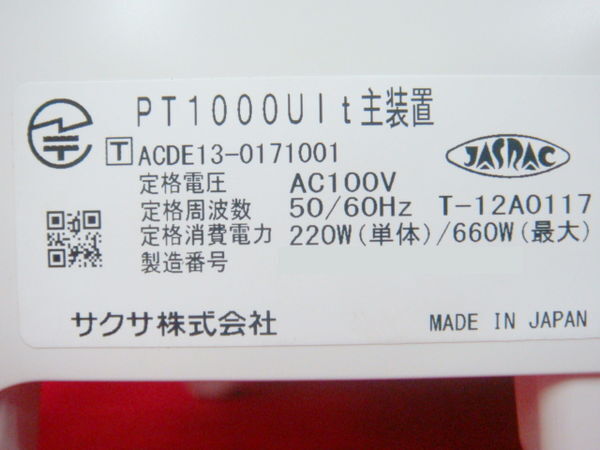 PT1000UIt主装置
T ACDE13-0171001
JASRAC
定格電圧 AC100V
定格周波数 50/60Hz T-12A0117
定格消費電力 220W(単体)/660W(最大)
製造番号
サクサ株式会社 MADE IN JAPAN